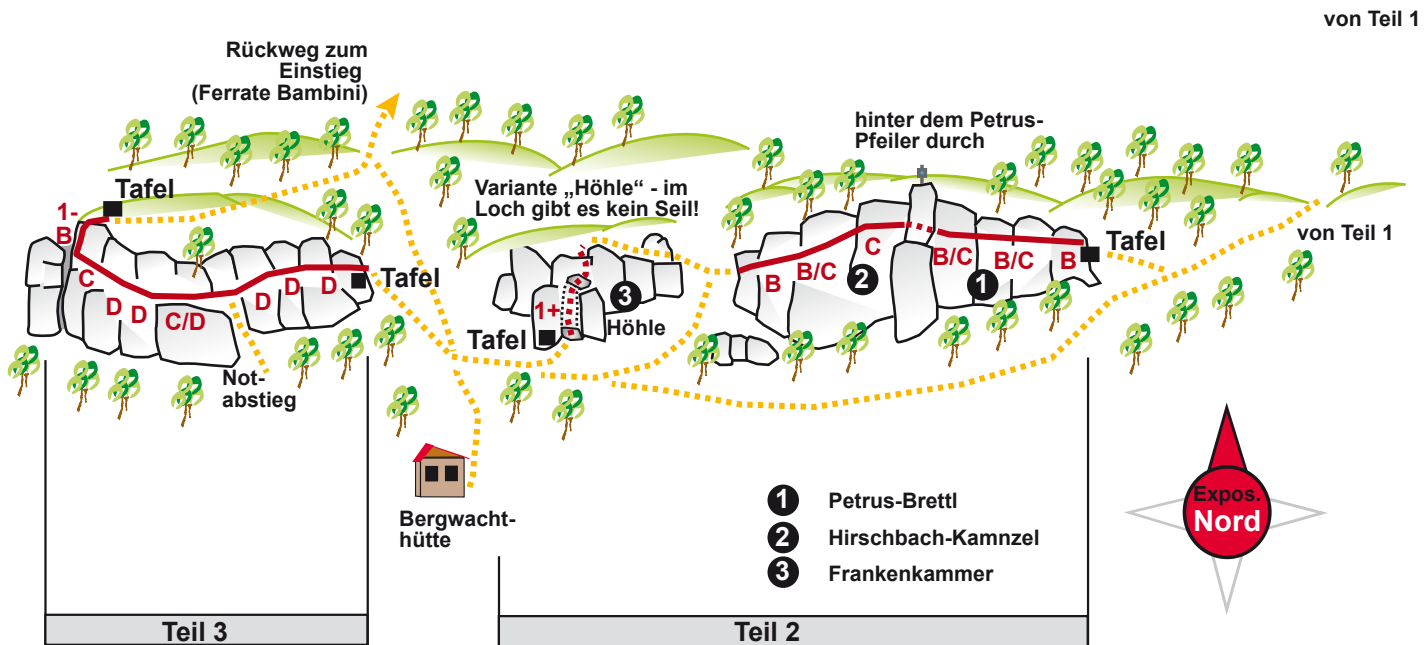 von Teil 1
Rückweg zum
Einstieg
(Ferrate Bambini)
hinter dem Petrus-
Pfeiler durch
Variante „Höhle“ - im
Loch gibt es kein Seil!
Tafel
1-
B
C
D
D
C/D
D
D
D
Tafel
Not-
abstieg
1+
Tafel
3
Höhle
B
B/C
2
C
B/C
1
B/C
B
Tafel
von Teil 1
Bergwacht-
hütte
1 Petrus-Brettl
2 Hirschbach-Kamnzel
3 Frankenkammer
Expos.
Nord
Teil 3
Teil 2